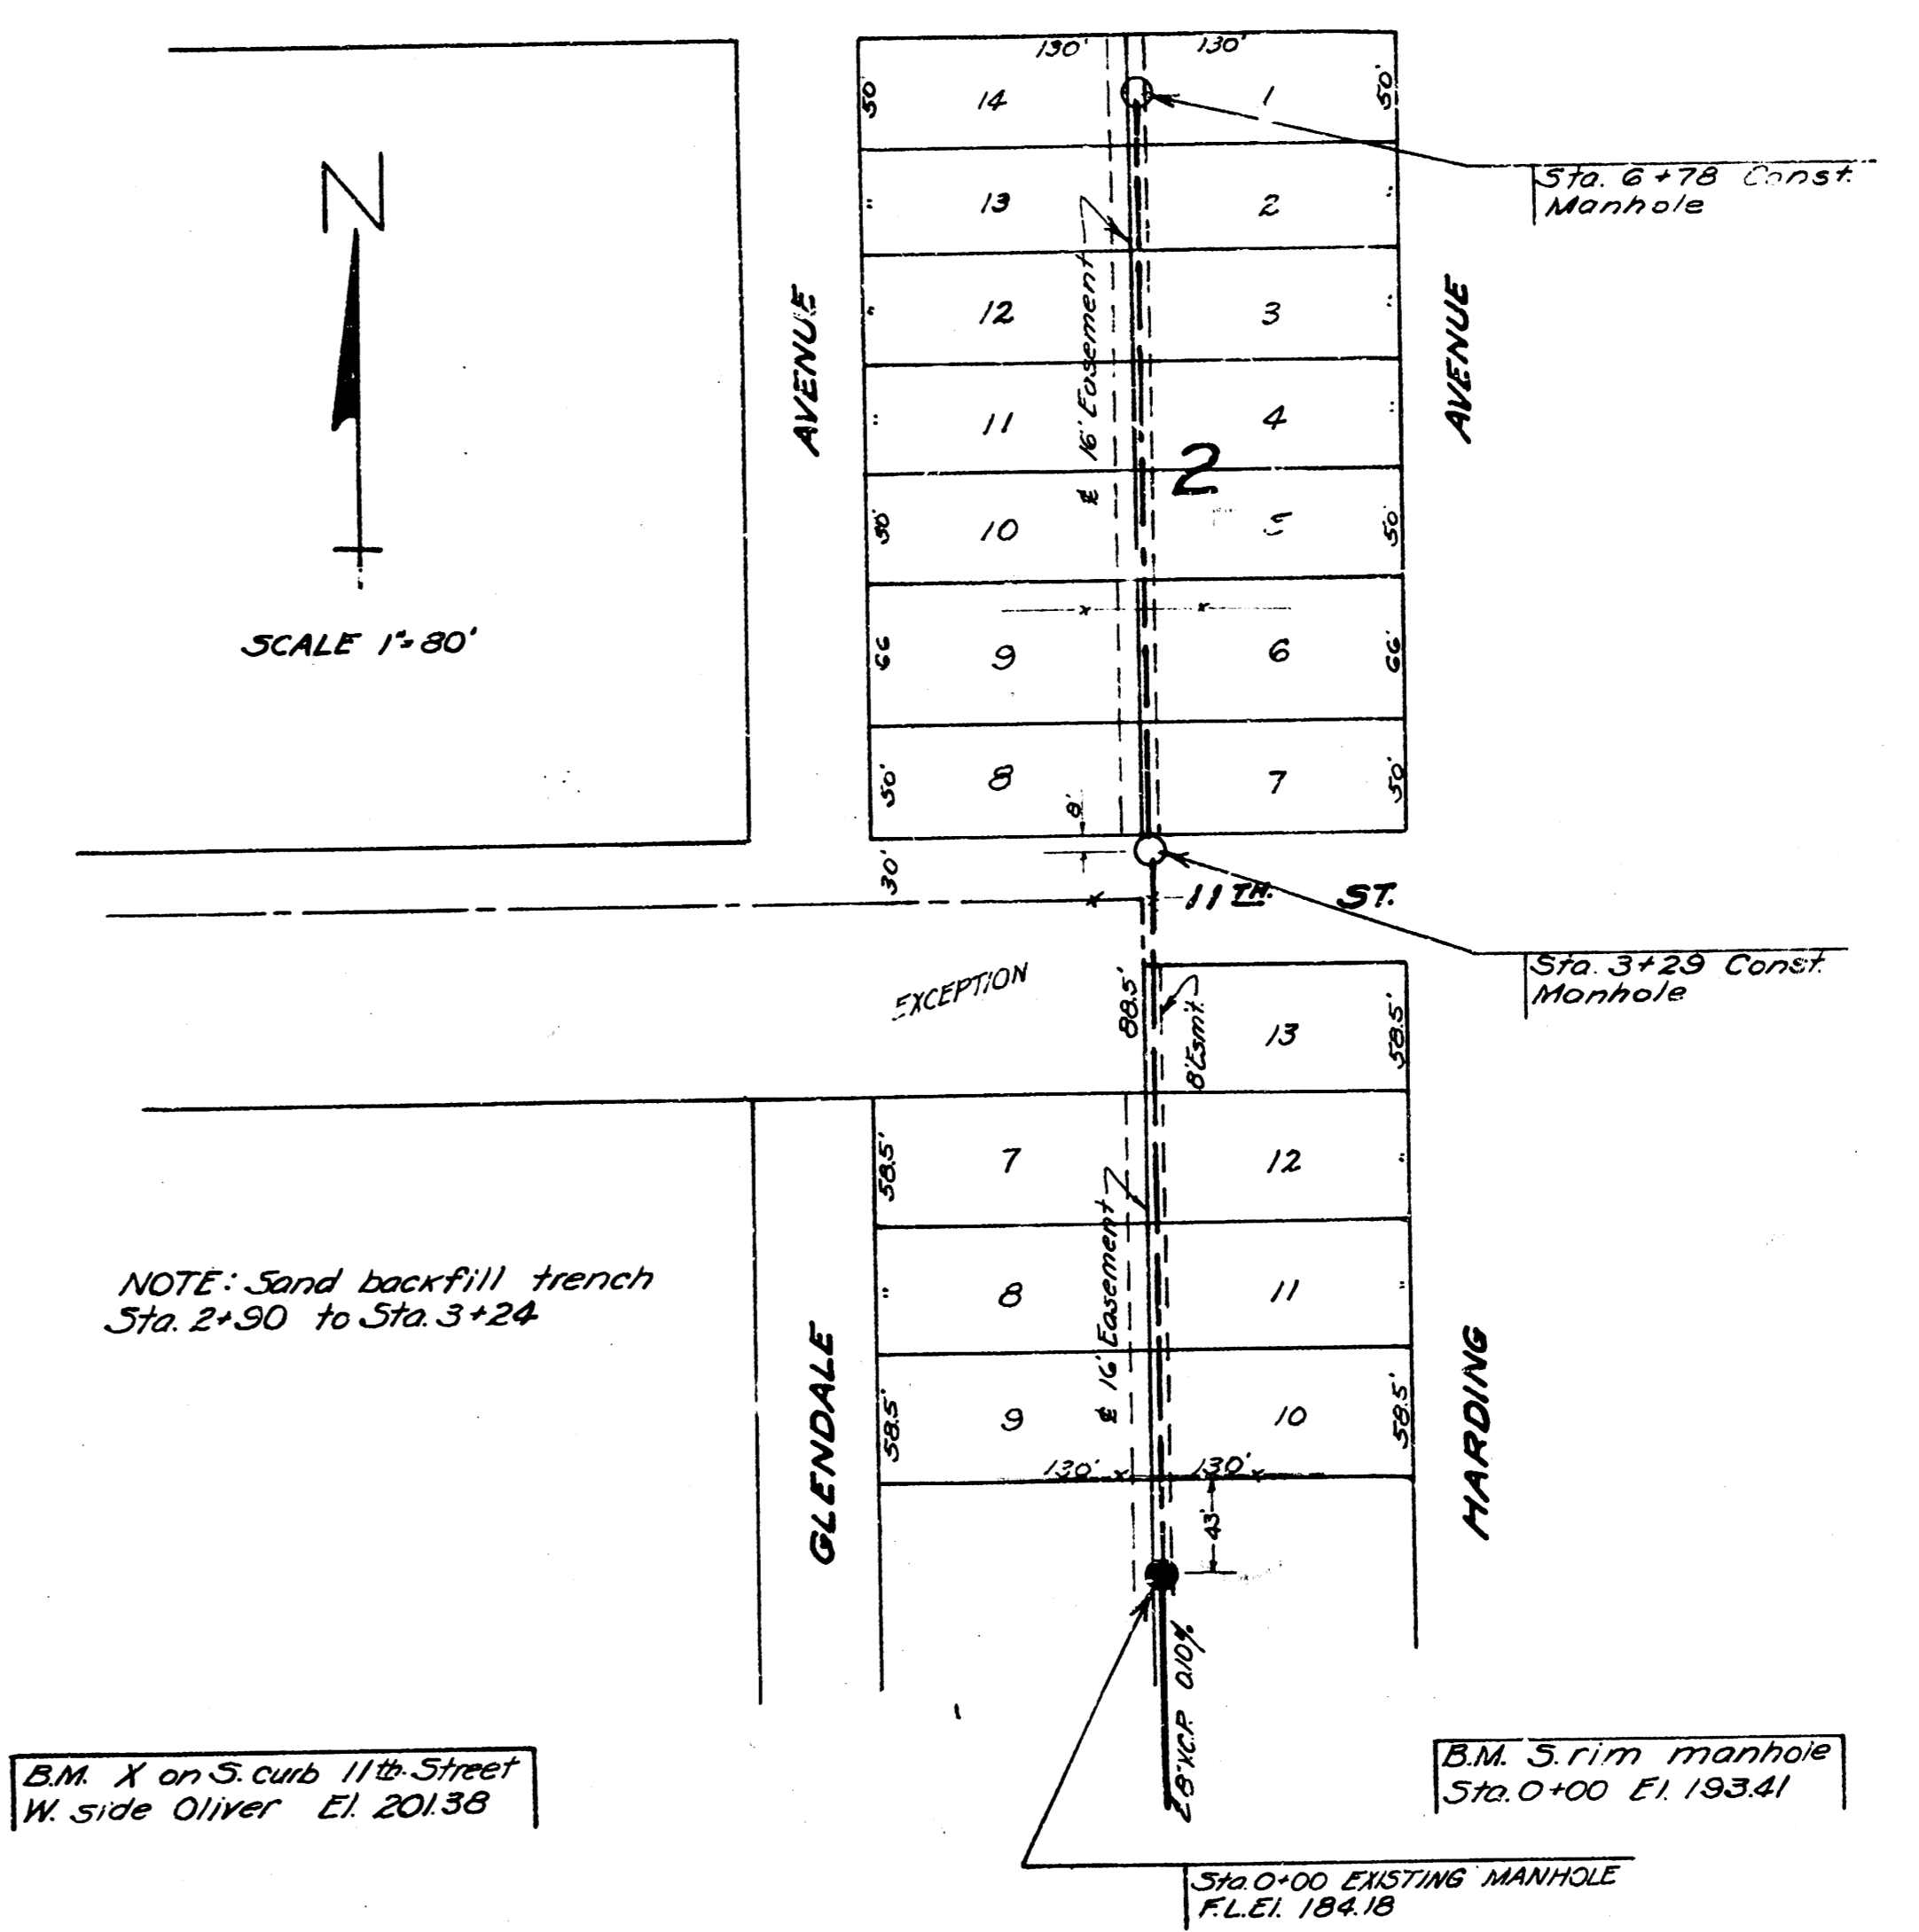 130' 130'
50' 14 1 50'
Sta. 6+78 Const.
Manhole
N
" 13 2 "
" 12 3 "
AVENUE
℄ 16' Easement
AVENUE
" 11 4 "
2
50' 10 5 50'
SCALE 1"=80'
66' 9 6 66'
50' 8 7 50'
8'
30'
11TH. ST.
Sta. 3+29 Const.
Manhole
EXCEPTION
88.5'
8' Esmt.
13 58.5'
58.5' 7 12 "
℄ 16' Easement
NOTE: Sand backfill trench
Sta. 2+90 to Sta. 3+24
" 8 11 "
58.5' 9 10 58.5'
130' 130'
GLENDALE
HARDING
43'
8" V.C.P. 0.10%
B.M. X on S. curb 11th Street
W. side Oliver El. 201.38
B.M. S. rim manhole
Sta. 0+00 El. 193.41
Sta. 0+00 EXISTING MANHOLE
F.L. El. 184.18